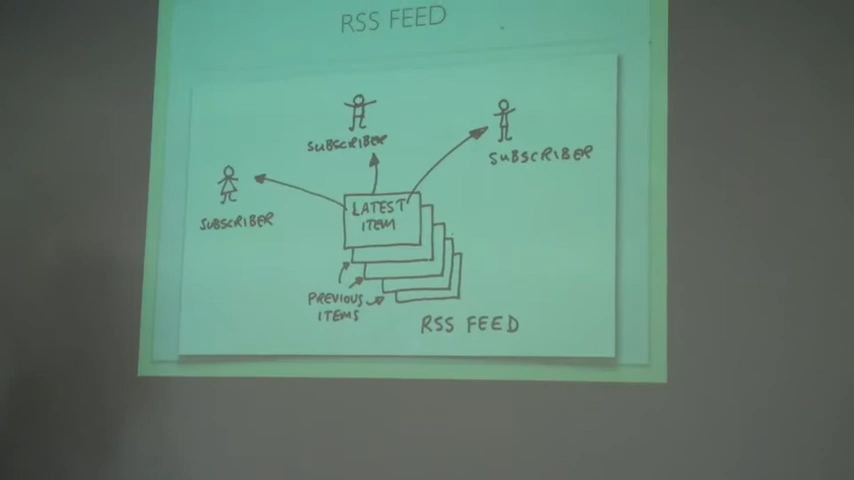 RSS FEED
SUBSCRIBER
SUBSCRIBER
SUBSCRIBER
LATEST
ITEM
PREVIOUS
ITEMS
RSS FEED